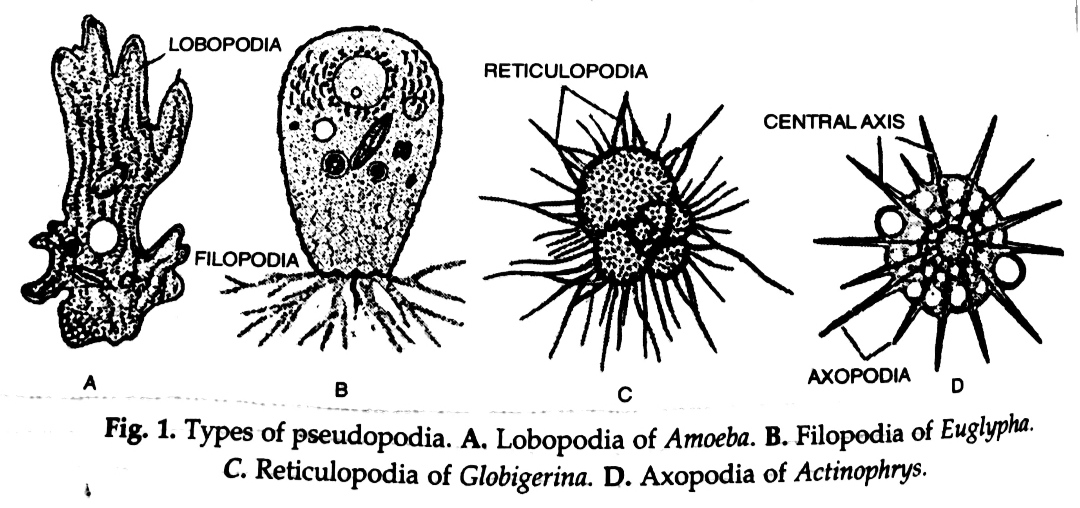 LOBOPODIA
RETICULOPODIA
CENTRAL AXIS
FILOPODIA
AXOPODIA
A
B
C
D
Fig. 1. Types of pseudopodia. A. Lobopodia of Amoeba. B. Filopodia of Euglypha.
C. Reticulopodia of Globigerina. D. Axopodia of Actinophrys.